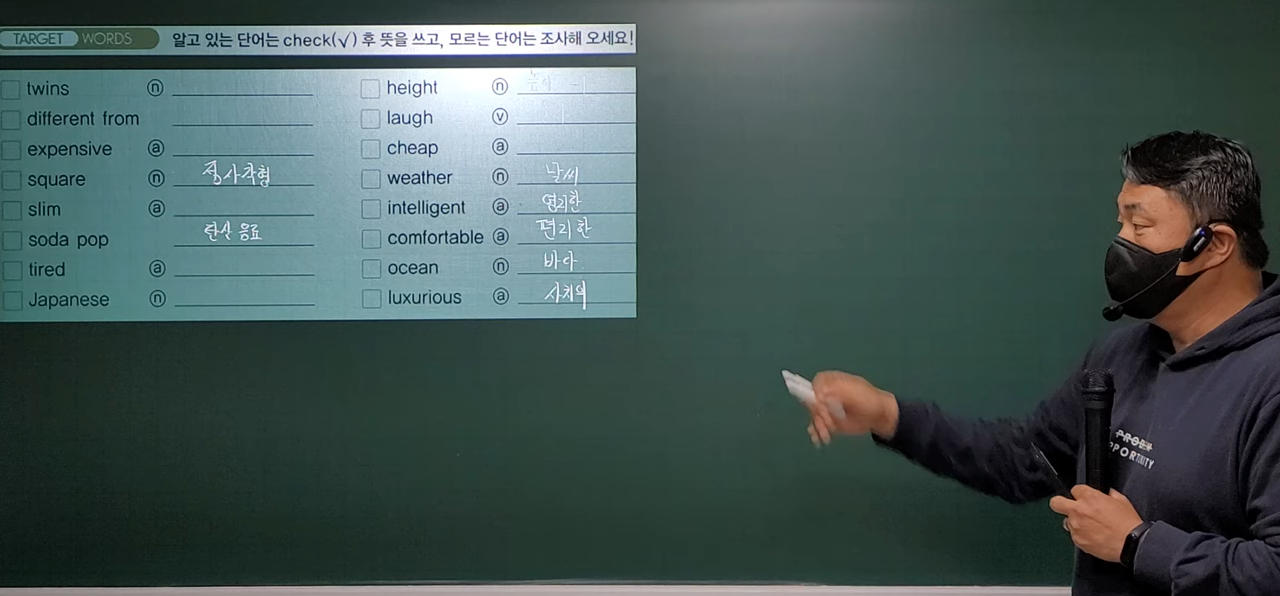 TARGET WORDS 알고 있는 단어는 check(√) 후 뜻을 쓰고, 모르는 단어는 조사해 오세요!
twins ⓝ
different from
expensive ⓐ
square ⓝ 정사각형
slim ⓐ
soda pop 탄산 음료
tired ⓐ
Japanese ⓝ
height ⓝ
laugh ⓥ
cheap ⓐ
weather ⓝ 날씨
intelligent ⓐ 영리한
comfortable ⓐ 편리한
ocean ⓝ 바다
luxurious ⓐ 사치의